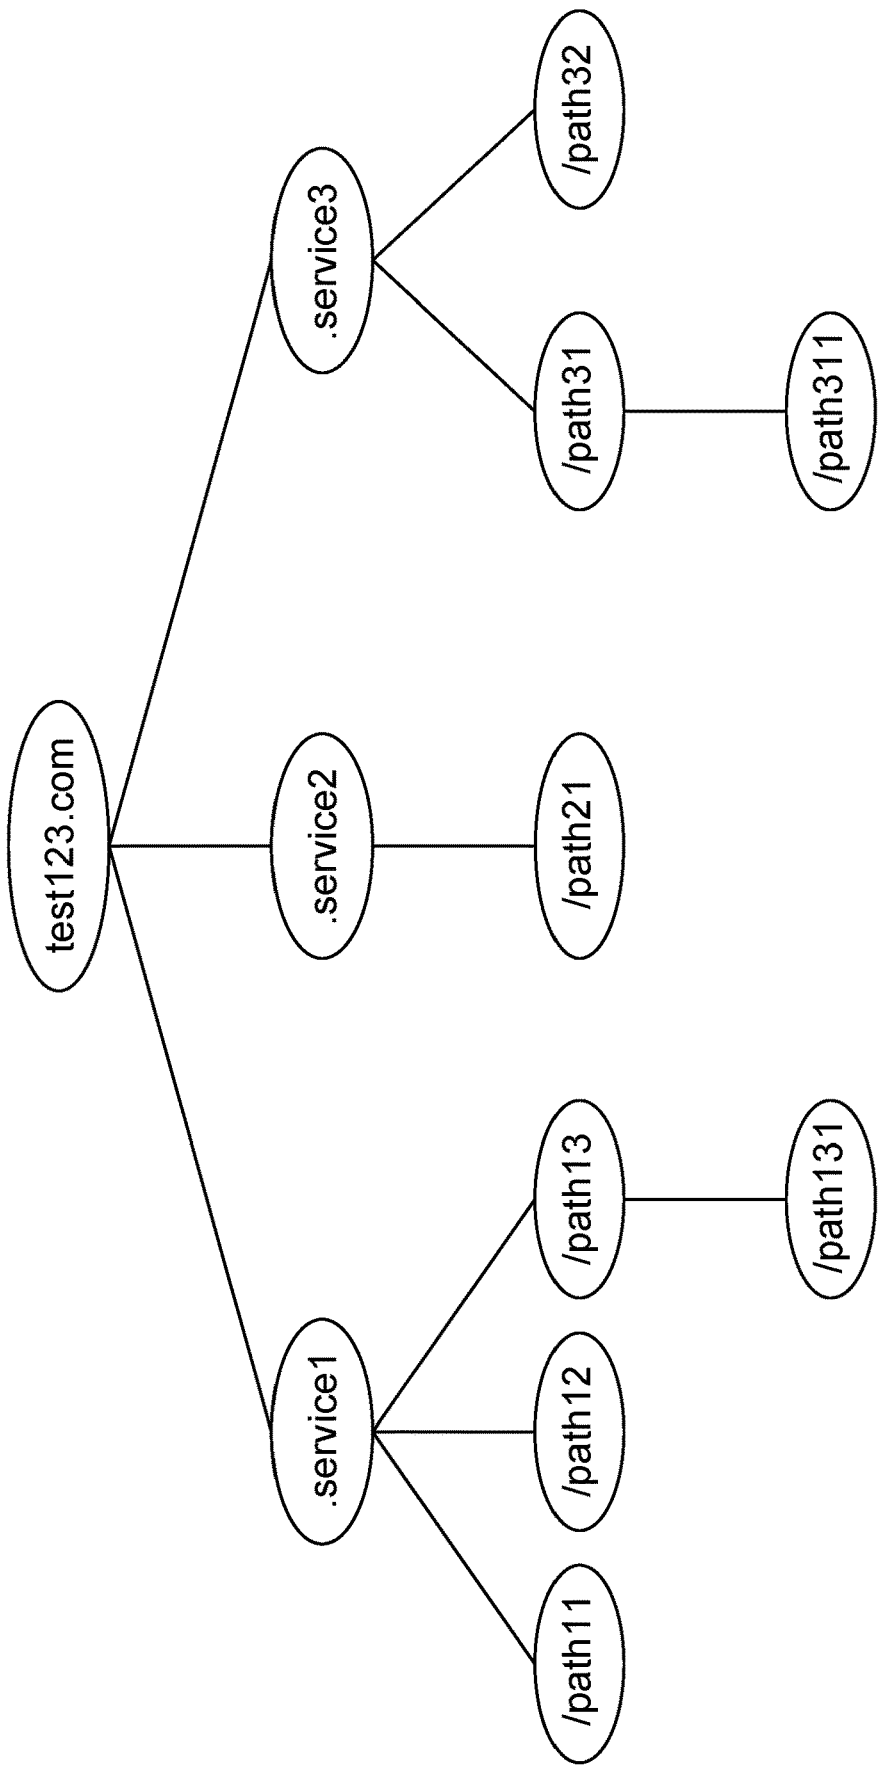 test123.com
.service1
.service2
.service3
/path11
/path12
/path13
/path21
/path31
/path32
/path131
/path311